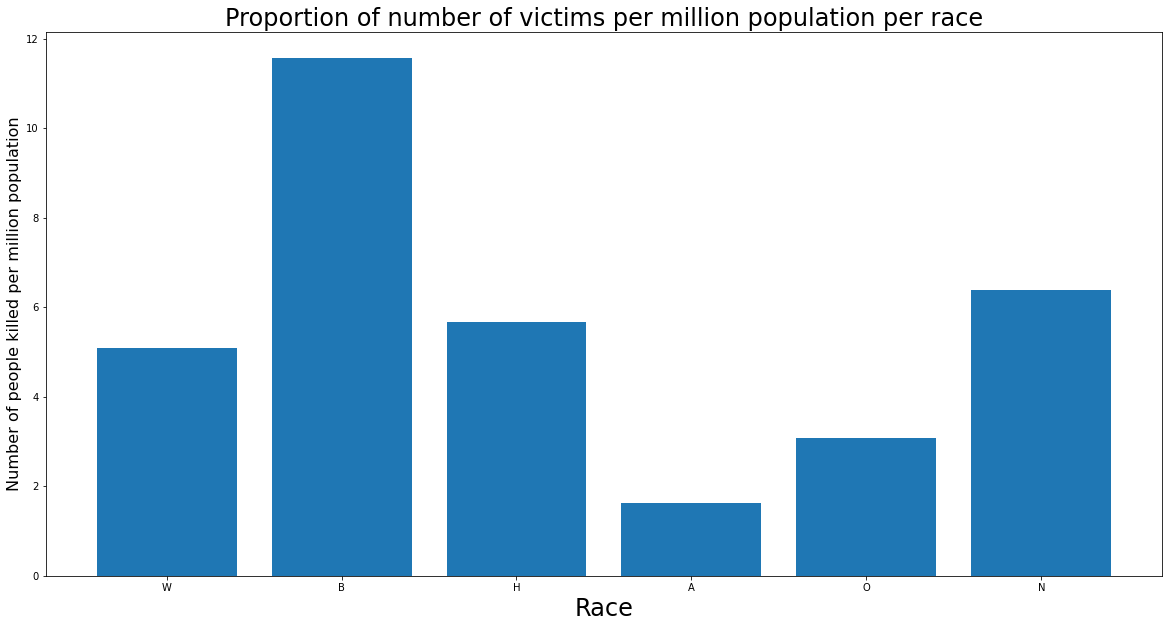 Proportion of number of victims per million population per race
Number of people killed per million population
12
10
8
6
4
2
0
W B H A O N
Race